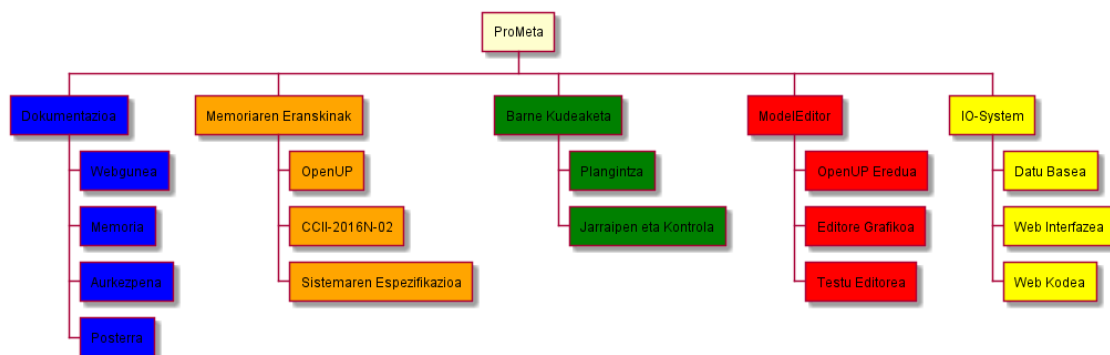 ProMeta
Dokumentazioa
Webgunea
Memoria
Aurkezpena
Posterra
Memoriaren Eranskinak
OpenUP
CCII-2016N-02
Sistemaren Espezifikazioa
Barne Kudeaketa
Plangintza
Jarraipen eta Kontrola
ModelEditor
OpenUP Eredua
Editore Grafikoa
Testu Editorea
IO-System
Datu Basea
Web Interfazea
Web Kodea